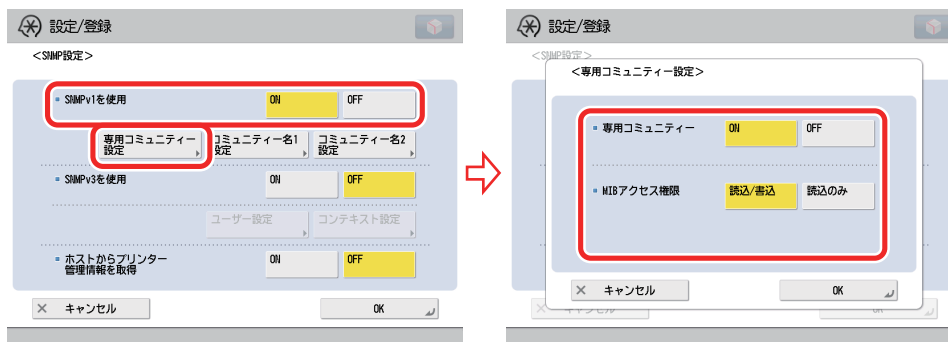 設定/登録
<SNMP設定>
SNMPv1を使用 ON OFF
専用コミュニティー
設定
コミュニティー名1
設定
コミュニティー名2
設定
SNMPv3を使用 ON OFF
ユーザー設定 コンテキスト設定
ホストからプリンター
管理情報を取得
ON OFF
キャンセル OK
設定/登録
<SNMP設定>
<専用コミュニティー設定>
専用コミュニティー ON OFF
MIBアクセス権限 読込/書込 読込のみ
キャンセル OK
キャンセル OK